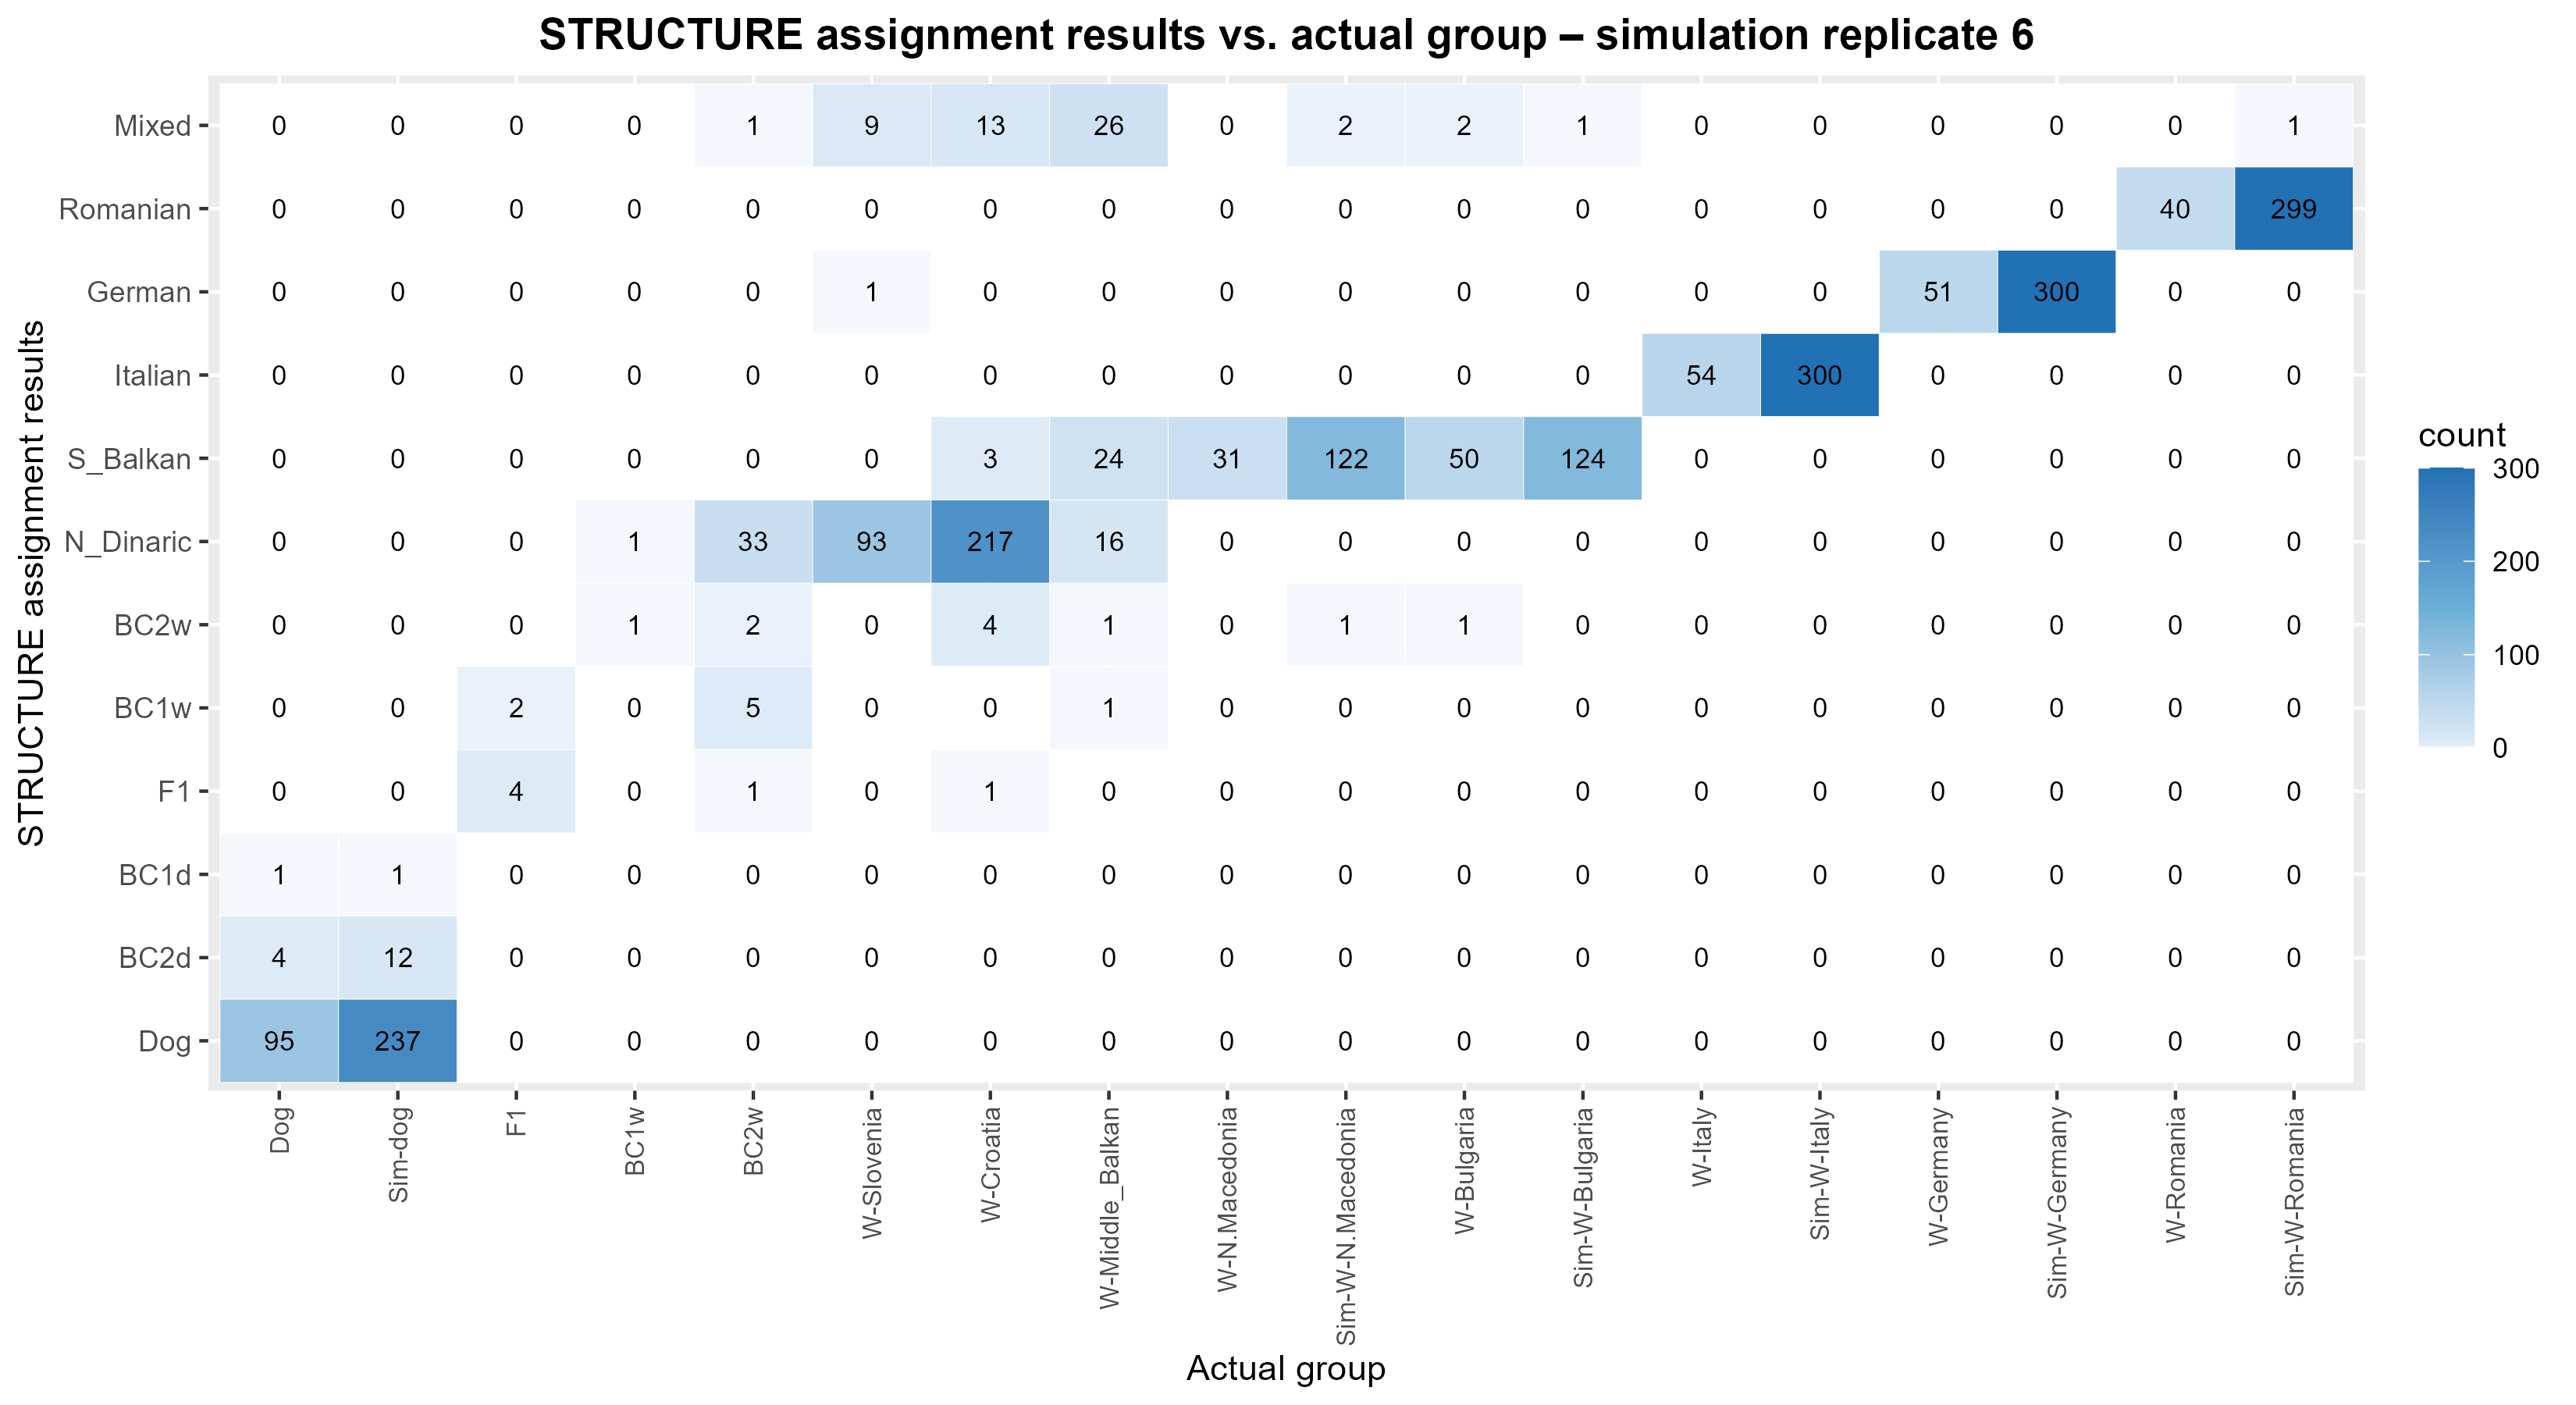 STRUCTURE assignment results vs. actual group – simulation replicate 6
STRUCTURE assignment results
Mixed 0 0 0 0 1 9 13 26 0 2 2 1 0 0 0 0 0 1
Romanian 0 0 0 0 0 0 0 0 0 0 0 0 0 0 0 0 40 299
German 0 0 0 0 0 1 0 0 0 0 0 0 0 0 51 300 0 0
Italian 0 0 0 0 0 0 0 0 0 0 0 0 54 300 0 0 0 0
S_Balkan 0 0 0 0 0 0 3 24 31 122 50 124 0 0 0 0 0 0
N_Dinaric 0 0 0 1 33 93 217 16 0 0 0 0 0 0 0 0 0 0
BC2w 0 0 0 1 2 0 4 1 0 1 1 0 0 0 0 0 0 0
BC1w 0 0 2 0 5 0 0 1 0 0 0 0 0 0 0 0 0 0
F1 0 0 4 0 1 0 1 0 0 0 0 0 0 0 0 0 0 0
BC1d 1 1 0 0 0 0 0 0 0 0 0 0 0 0 0 0 0 0
BC2d 4 12 0 0 0 0 0 0 0 0 0 0 0 0 0 0 0 0
Dog 95 237 0 0 0 0 0 0 0 0 0 0 0 0 0 0 0 0
Dog
Sim-dog
F1
BC1w
BC2w
W-Slovenia
W-Croatia
W-Middle_Balkan
W-N.Macedonia
Sim-W-N.Macedonia
W-Bulgaria
Sim-W-Bulgaria
W-Italy
Sim-W-Italy
W-Germany
Sim-W-Germany
W-Romania
Sim-W-Romania
Actual group
count
300
200
100
0